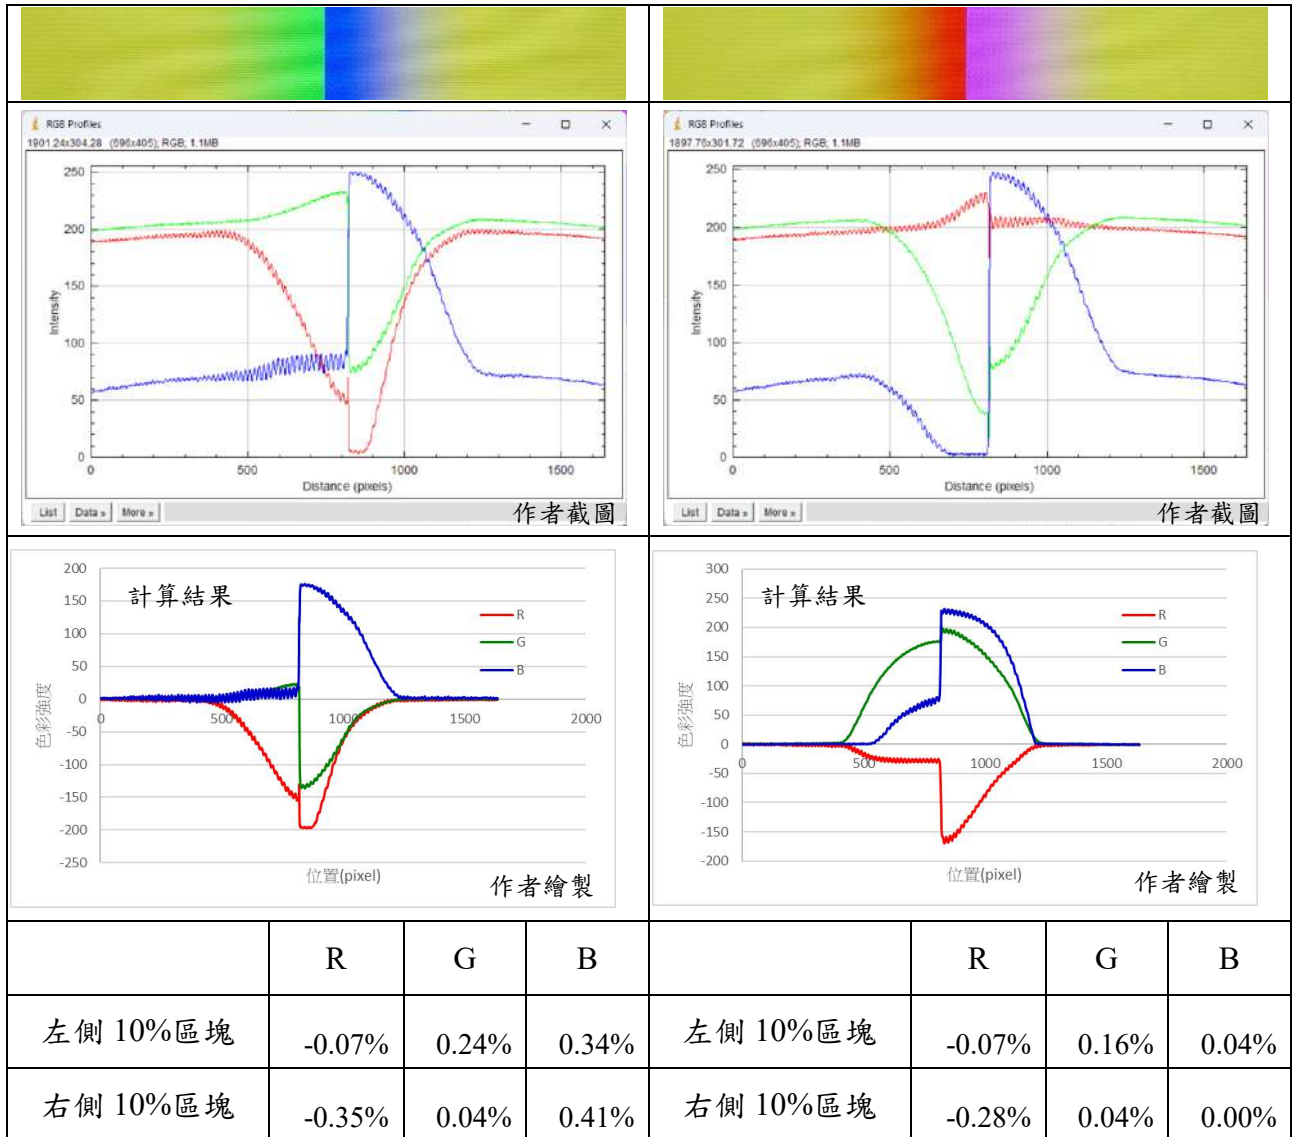 RGB Profiles
1901.24x304.28 (696x405); RGB; 1.1MB
250
200
150
100
50
0
Intensity
0 500 1000 1500
Distance (pixels)
List Data » More »
作者截圖
RGB Profiles
1897.76x301.72 (696x405); RGB; 1.1MB
250
200
150
100
50
0
Intensity
0 500 1000 1500
Distance (pixels)
List Data » More »
作者截圖
計算結果
200
150
100
50
0
-50
-100
-150
-200
-250
色彩強度
0 500 1000 1500 2000
位置(pixel)
R
G
B
作者繪製
計算結果
300
250
200
150
100
50
0
-50
-100
-150
-200
色彩強度
0 500 1000 1500 2000
位置(pixel)
R
G
B
作者繪製
R G B R G B
左側 10%區塊 -0.07% 0.24% 0.34% 左側 10%區塊 -0.07% 0.16% 0.04%
右側 10%區塊 -0.35% 0.04% 0.41% 右側 10%區塊 -0.28% 0.04% 0.00%